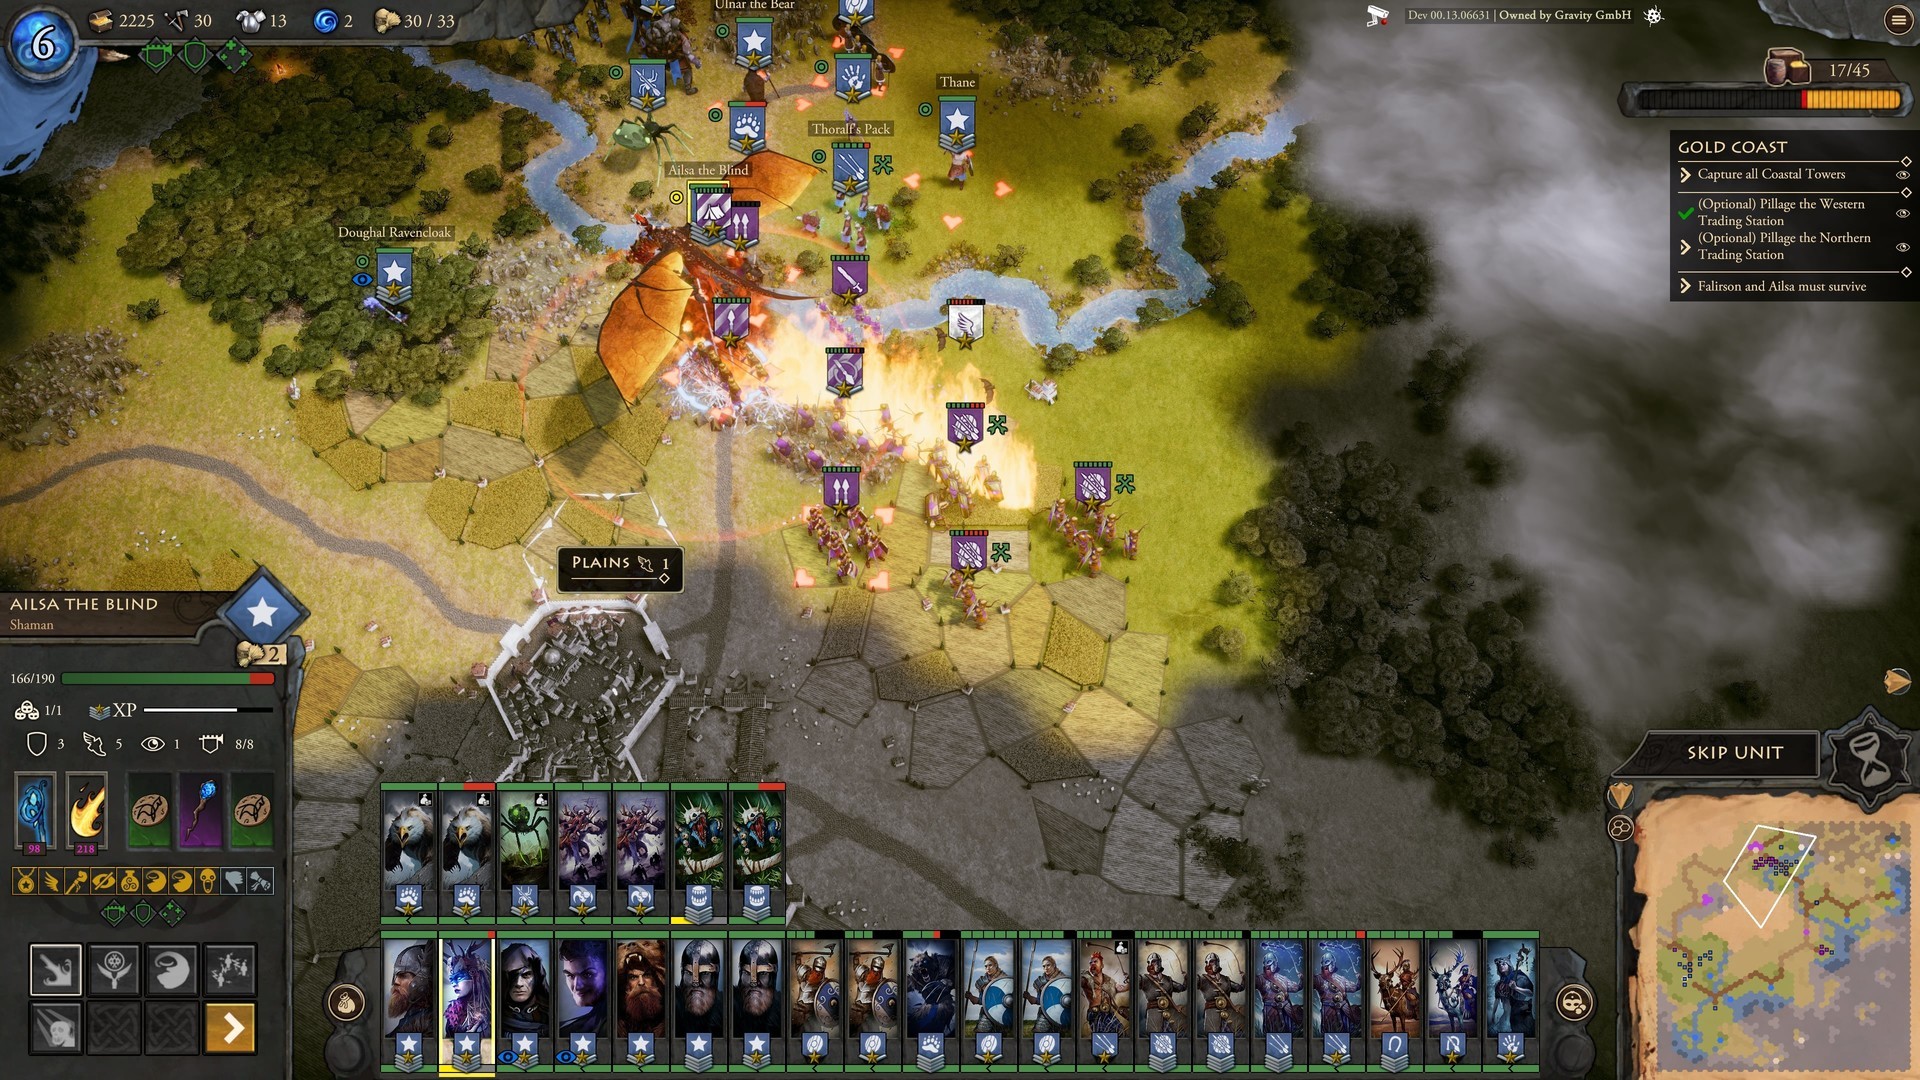 6
2225
30
13
2
30 / 33
Ulnar the Bear
Dev 00.13.06631 | Owned by Gravity GmbH
17/45
Thane
Thoralf's Pack
Ailsa the Blind
Doughal Ravencloak
GOLD COAST
Capture all Coastal Towers
(Optional) Pillage the Western
Trading Station
(Optional) Pillage the Northern
Trading Station
Falirson and Ailsa must survive
PLAINS 1
AILSA THE BLIND
Shaman
2
166/190
1/1
XP
3
5
1
8/8
98
218
SKIP UNIT